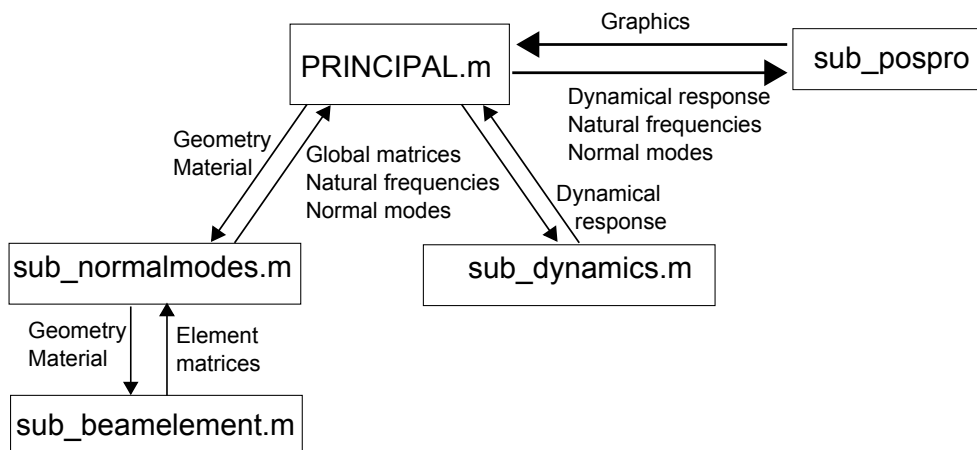 Graphics
PRINCIPAL.m
sub_pospro
Dynamical response
Natural frequencies
Normal modes
Geometry
Material
Global matrices
Natural frequencies
Normal modes
Dynamical
response
sub_normalmodes.m
sub_dynamics.m
Geometry
Material
Element
matrices
sub_beamelement.m